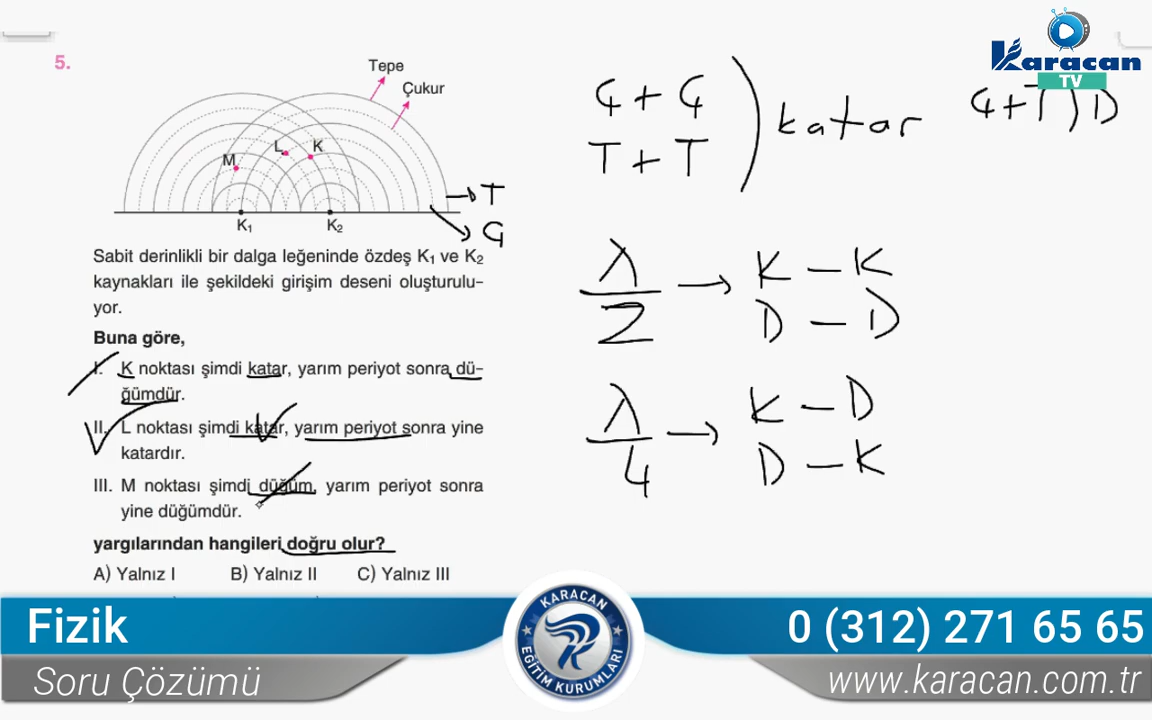 5.
Tepe
Çukur
M
L
K
K₁
K₂
T
Ç
Sabit derinlikli bir dalga leğeninde özdeş K₁ ve K₂
kaynakları ile şekildeki girişim deseni oluşturulu-
yor.
Buna göre,
I. K noktası şimdi katar, yarım periyot sonra dü-
ğümdür.
II. L noktası şimdi katar, yarım periyot sonra yine
katardır.
III. M noktası şimdi düğüm, yarım periyot sonra
yine düğümdür.
yargılarından hangileri doğru olur?
A) Yalnız I B) Yalnız II C) Yalnız III
Ç + Ç
T + T
) katar
Ç + T ) D
λ/2 → K – K
D – D
λ/4 → K – D
D – K
Karacan
TV
Fizik
Soru Çözümü
KARACAN
EĞİTİM KURUMLARI
0 (312) 271 65 65
www.karacan.com.tr